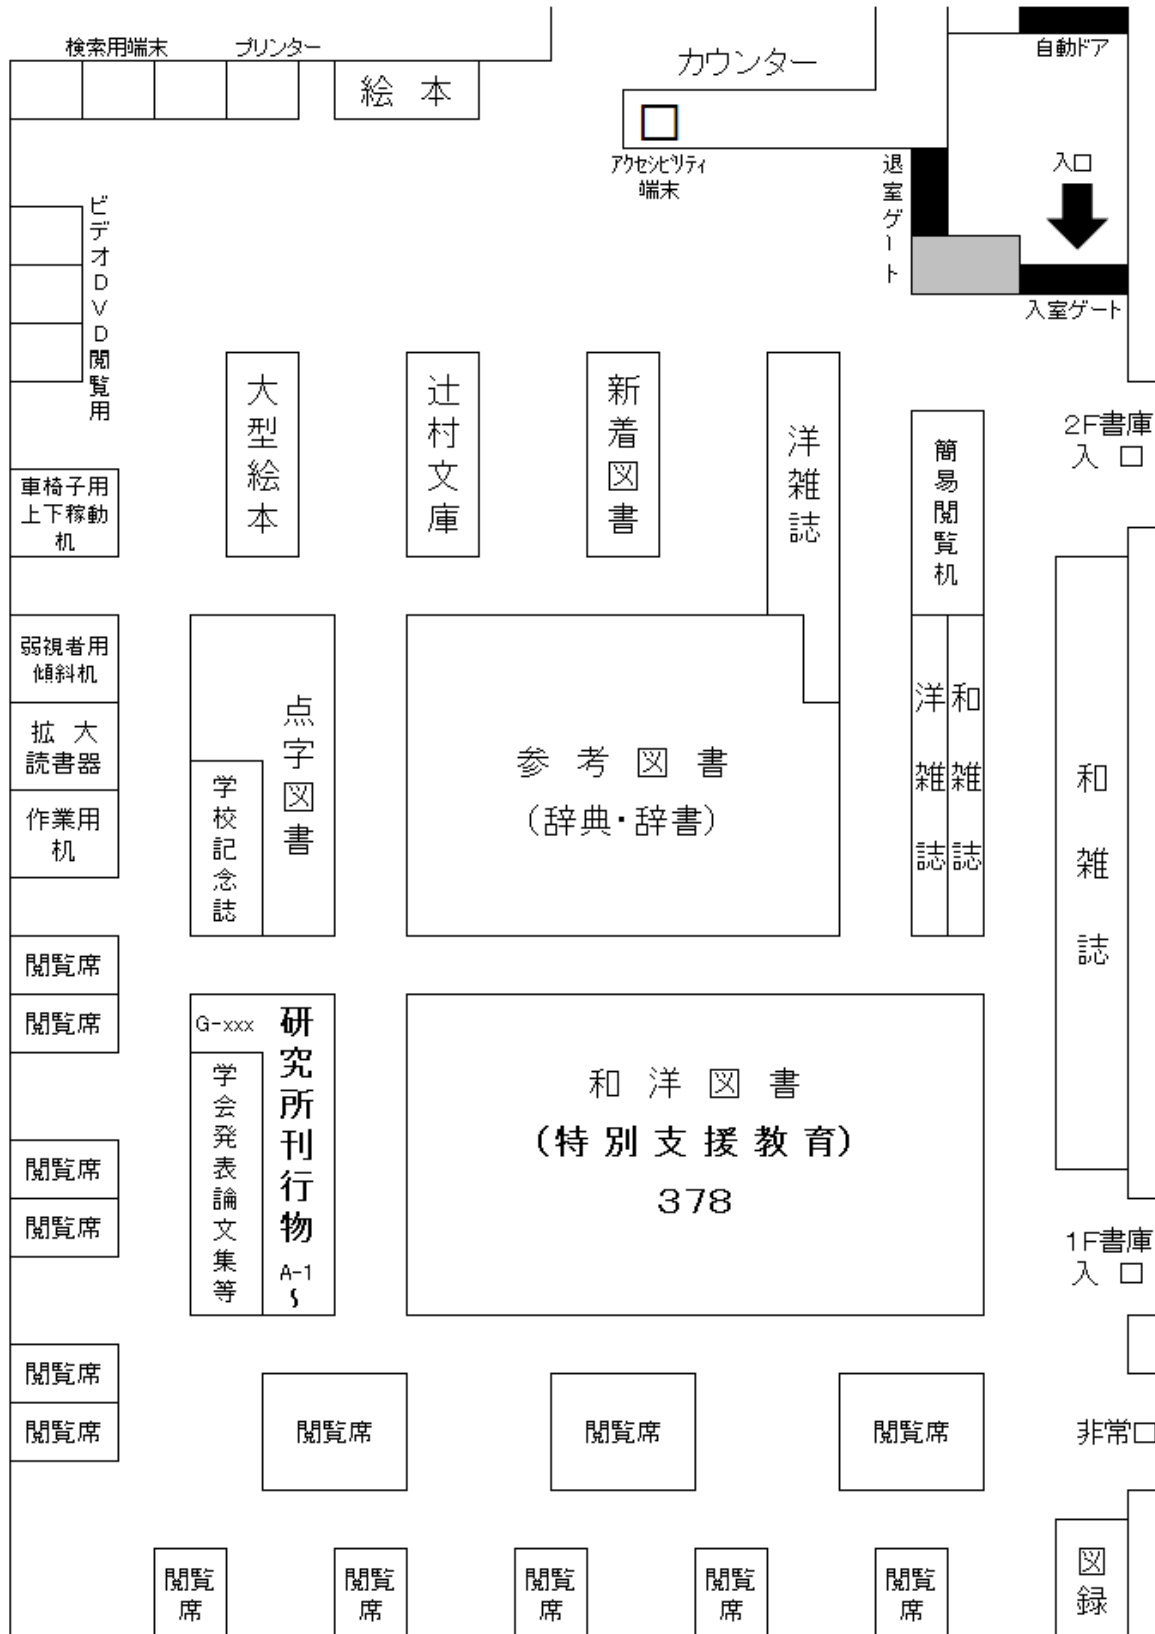 検索用端末
プリンター
絵 本
カウンター
自動ドア
アクセシビリティ
端末
退室ゲート
入口
入室ゲート
ビデオDVD閲覧用
大型絵本
辻村文庫
新着図書
洋雑誌
簡易閲覧机
2F書庫
入 口
車椅子用
上下稼動
机
弱視者用
傾斜机
拡 大
読書器
作業用
机
点字図書
学校記念誌
参 考 図 書
(辞典・辞書)
洋雑誌
和雑誌
和雑誌
閲覧席
閲覧席
G-xxx
研究所刊行物
A-1
～
学会発表論文集等
和 洋 図 書
(特 別 支 援 教 育)
378
閲覧席
閲覧席
1F書庫
入 口
閲覧席
閲覧席
閲覧席
閲覧席
閲覧席
非常口
閲覧
席
閲覧
席
閲覧
席
閲覧
席
閲覧
席
図録